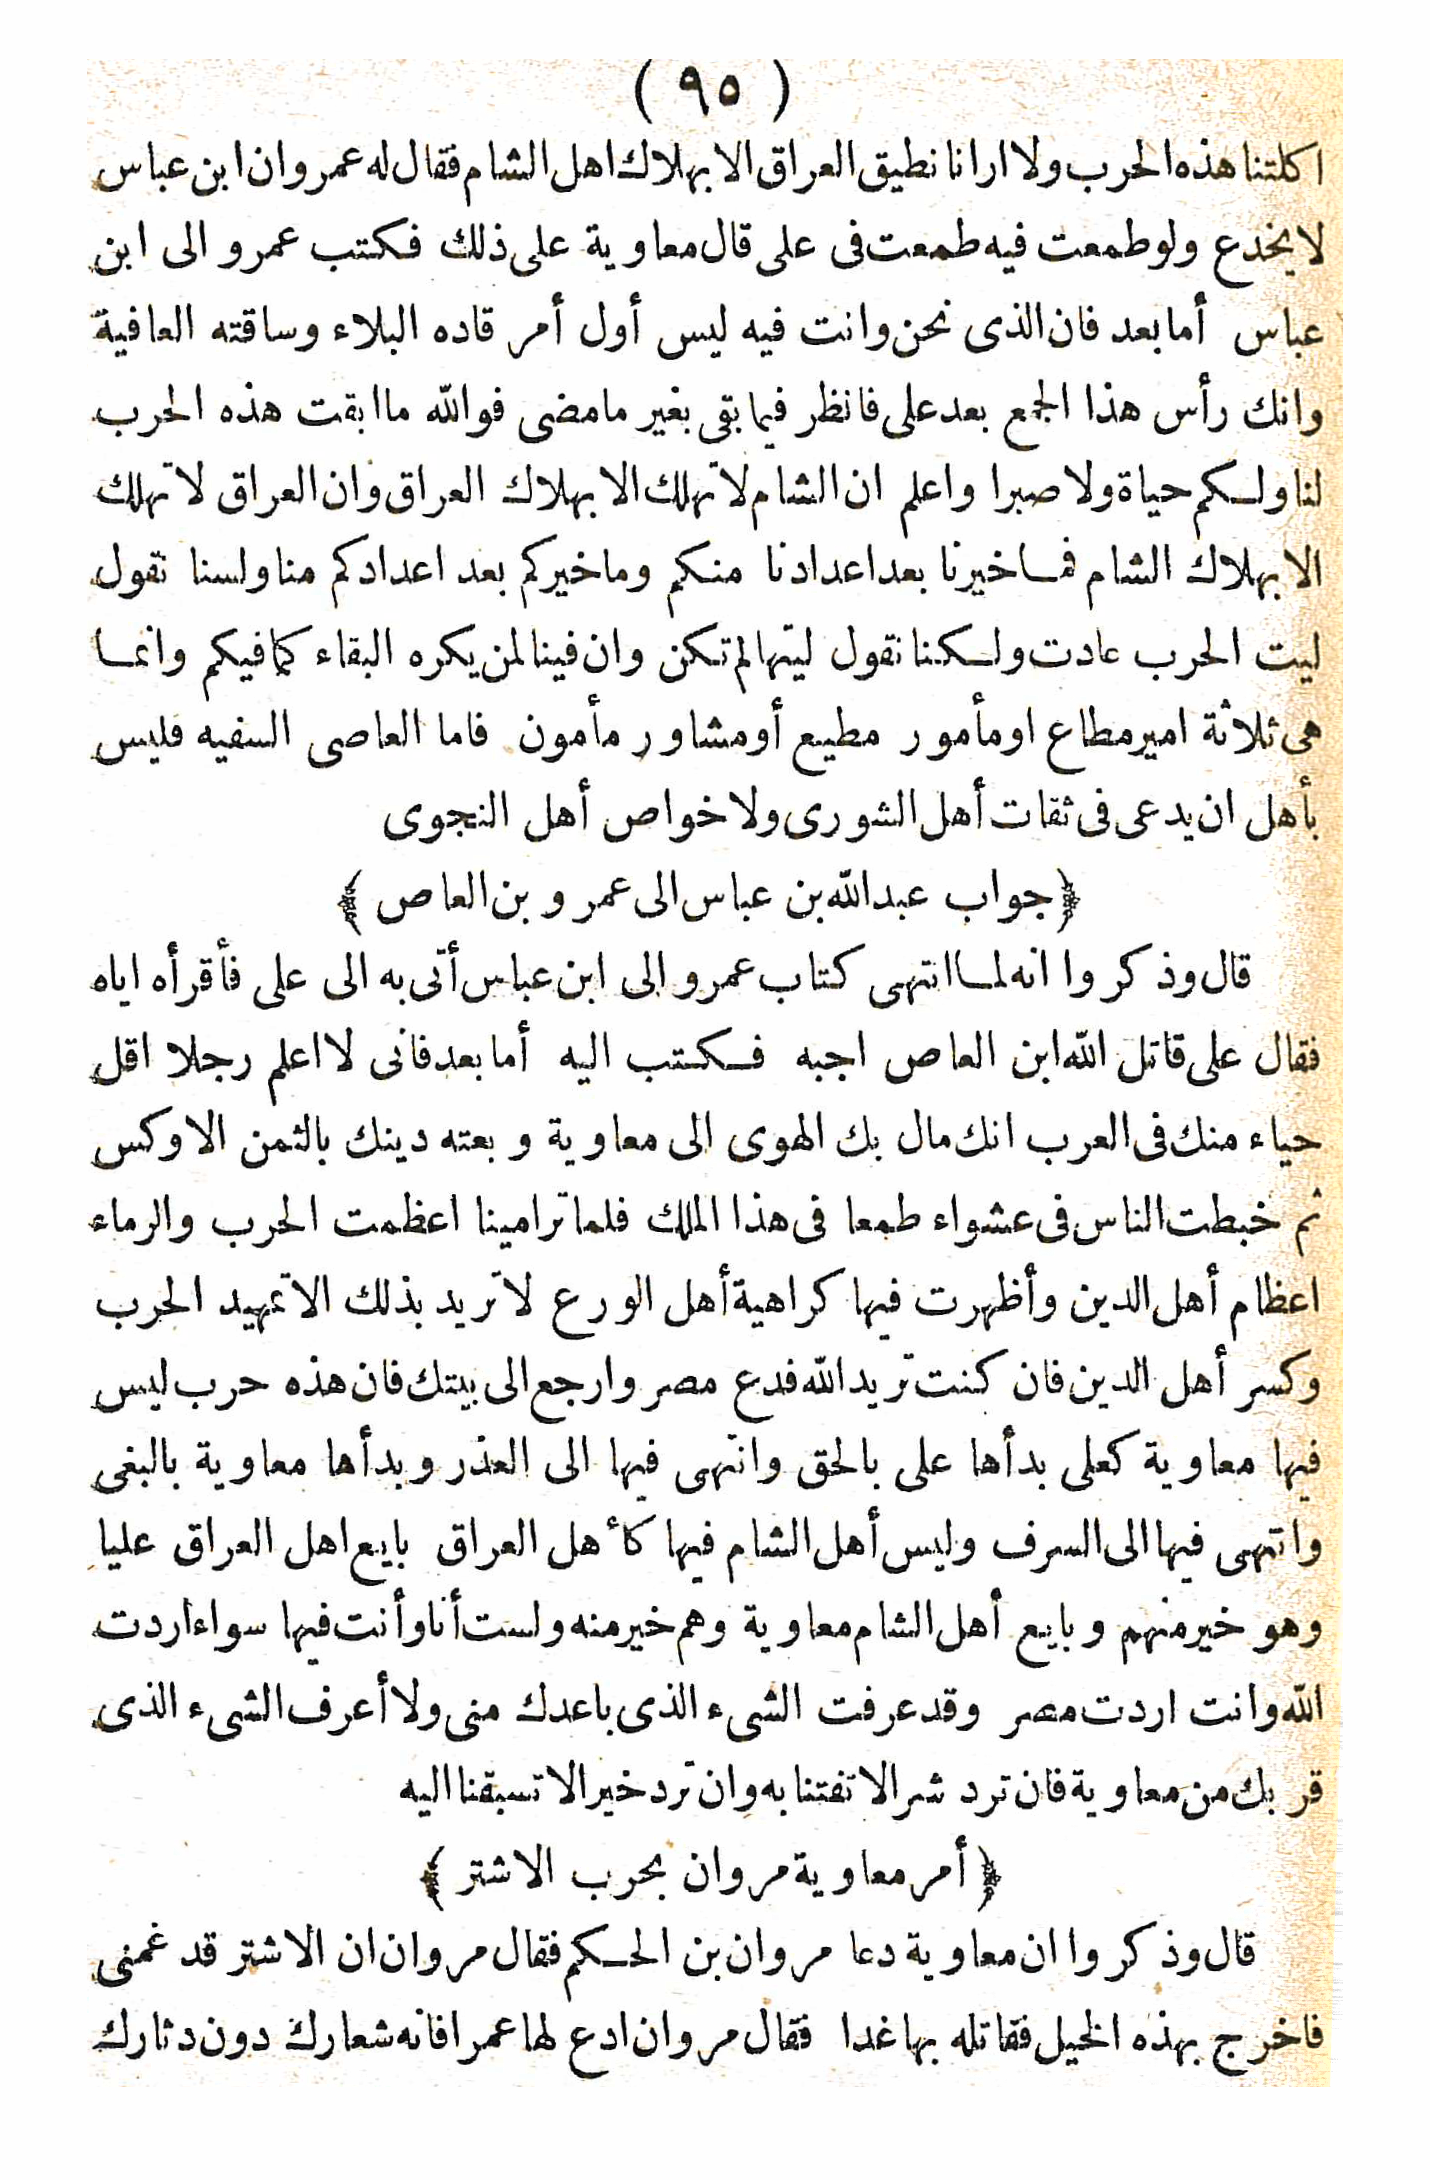 ( ٩٥ )
اكلتنا هذه الحرب ولا ارانا نطيق العراق الا بهلاك اهل الشام فقال له عمرو ان ابن عباس
لا يخدع ولو طمعت فيه طمعت فى على قال معاوية على ذلك فكتب عمرو الى ابن
عباس أما بعد فان الذى نحن وانت فيه ليس أول أمر قاده البلاء وساقته العافية
وانك رأس هذا الجمع بعد على فانظر فيما بقى بغير ما مضى فوالله ما ابقت هذه الحرب
لنا ولكم حياة ولا صبرا واعلم ان الشام لا تهلك الا بهلاك العراق وان العراق لا تهلك
الا بهلاك الشام فما خيرنا بعد اعدادنا منكم وما خيركم بعد اعدادكم منا ولسنا نقول
ليت الحرب عادت ولكنا نقول ليتها لم تكن وان فينا لمن يكره البقاء كما فيكم وانما
هى ثلاثة امير مطاع او مأمور مطيع أو مشاور مأمون فاما العاصى السفيه فليس
بأهل ان يدعى فى ثقات أهل الشورى ولا خواص أهل النجوى
﴿جواب عبد الله بن عباس الى عمرو بن العاص﴾
قال وذكروا انه لما انتهى كتاب عمرو الى ابن عباس أتى به الى على فأقرأه اياه
فقال على قاتل الله ابن العاص اجبه فكتب اليه أما بعد فانى لا اعلم رجلا اقل
حياء منك فى العرب انك مال بك الهوى الى معاوية وبعته دينك بالثمن الاوكس
ثم خبطت الناس فى عشواء طمعا فى هذا الملك فلما ترامينا اعظمت الحرب والرماء
اعظام أهل الدين وأظهرت فيها كراهية أهل الورع لا تريد بذلك الا تمهيد الحرب
وكسر أهل الدين فان كنت تريد الله فدع مصر وارجع الى بيتك فان هذه حرب ليس
فيها معاوية كعلى بدأها على بالحق وانتهى فيها الى العذر وبدأها معاوية بالبغى
وانتهى فيها الى السرف وليس أهل الشام فيها كأهل العراق بايع اهل العراق عليا
وهو خير منهم وبايع أهل الشام معاوية وهم خير منه ولست أنا وأنت فيها سواء اردت
الله وانت اردت مصر وقد عرفت الشىء الذى باعدك منى ولا أعرف الشىء الذى
قربك من معاوية فان ترد شرا لا تفتنا به وان ترد خيرا لا تسبقنا اليه
﴿أمر معاوية مروان بحرب الاشتر﴾
قال وذكروا ان معاوية دعا مروان بن الحكم فقال مروان ان الاشتر قد غمنى
فاخرج بهذه الخيل فقاتله بها غدا فقال مروان ادع لها عمرا فانه شعارك دون دثارك